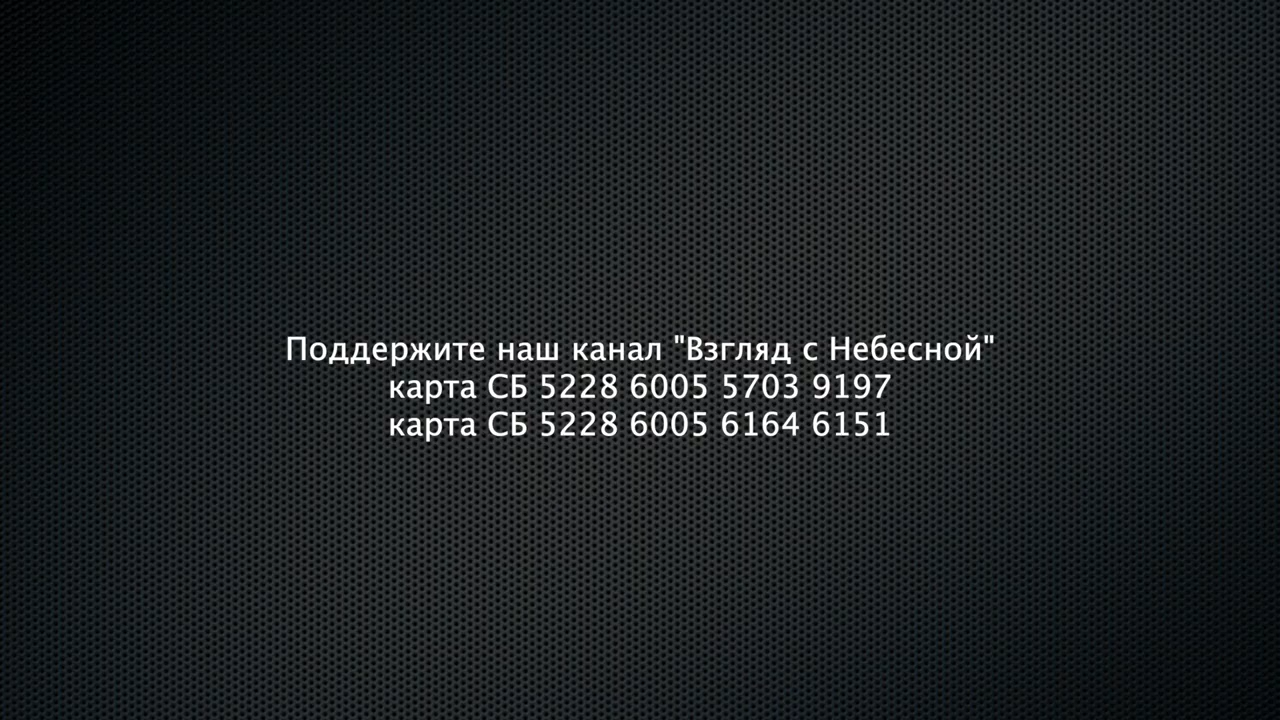 Поддержите наш канал "Взгляд с Небесной"
карта СБ 5228 6005 5703 9197
карта СБ 5228 6005 6164 6151